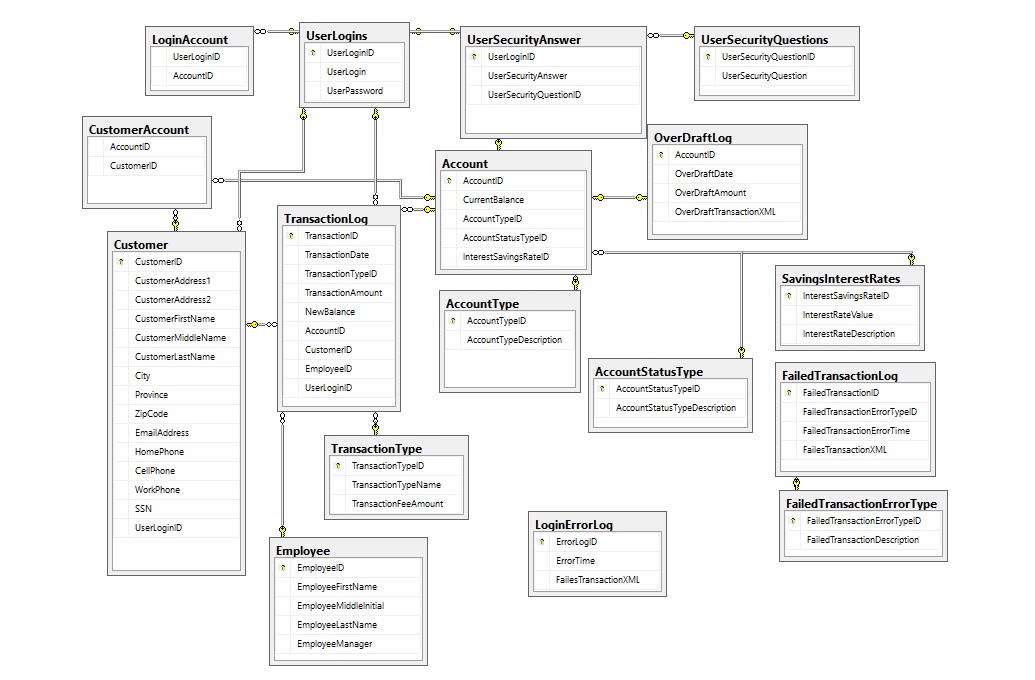 LoginAccount
UserLoginID
AccountID
UserLogins
UserLoginID
UserLogin
UserPassword
UserSecurityAnswer
UserLoginID
UserSecurityAnswer
UserSecurityQuestionID
UserSecurityQuestions
UserSecurityQuestionID
UserSecurityQuestion
CustomerAccount
AccountID
CustomerID
OverDraftLog
AccountID
OverDraftDate
OverDraftAmount
OverDraftTransactionXML
Account
AccountID
CurrentBalance
AccountTypeID
AccountStatusTypeID
InterestSavingsRateID
Customer
CustomerID
CustomerAddress1
CustomerAddress2
CustomerFirstName
CustomerMiddleName
CustomerLastName
City
Province
ZipCode
EmailAddress
HomePhone
CellPhone
WorkPhone
SSN
UserLoginID
TransactionLog
TransactionID
TransactionDate
TransactionTypeID
TransactionAmount
NewBalance
AccountID
CustomerID
EmployeeID
UserLoginID
AccountType
AccountTypeID
AccountTypeDescription
SavingsInterestRates
InterestSavingsRateID
InterestRateValue
InterestRateDescription
AccountStatusType
AccountStatusTypeID
AccountStatusTypeDescription
FailedTransactionLog
FailedTransactionID
FailedTransactionErrorTypeID
FailedTransactionErrorTime
FailesTransactionXML
TransactionType
TransactionTypeID
TransactionTypeName
TransactionFeeAmount
FailedTransactionErrorType
FailedTransactionErrorTypeID
FailedTransactionDescription
LoginErrorLog
ErrorLogID
ErrorTime
FailesTransactionXML
Employee
EmployeeID
EmployeeFirstName
EmployeeMiddleInitial
EmployeeLastName
EmployeeManager